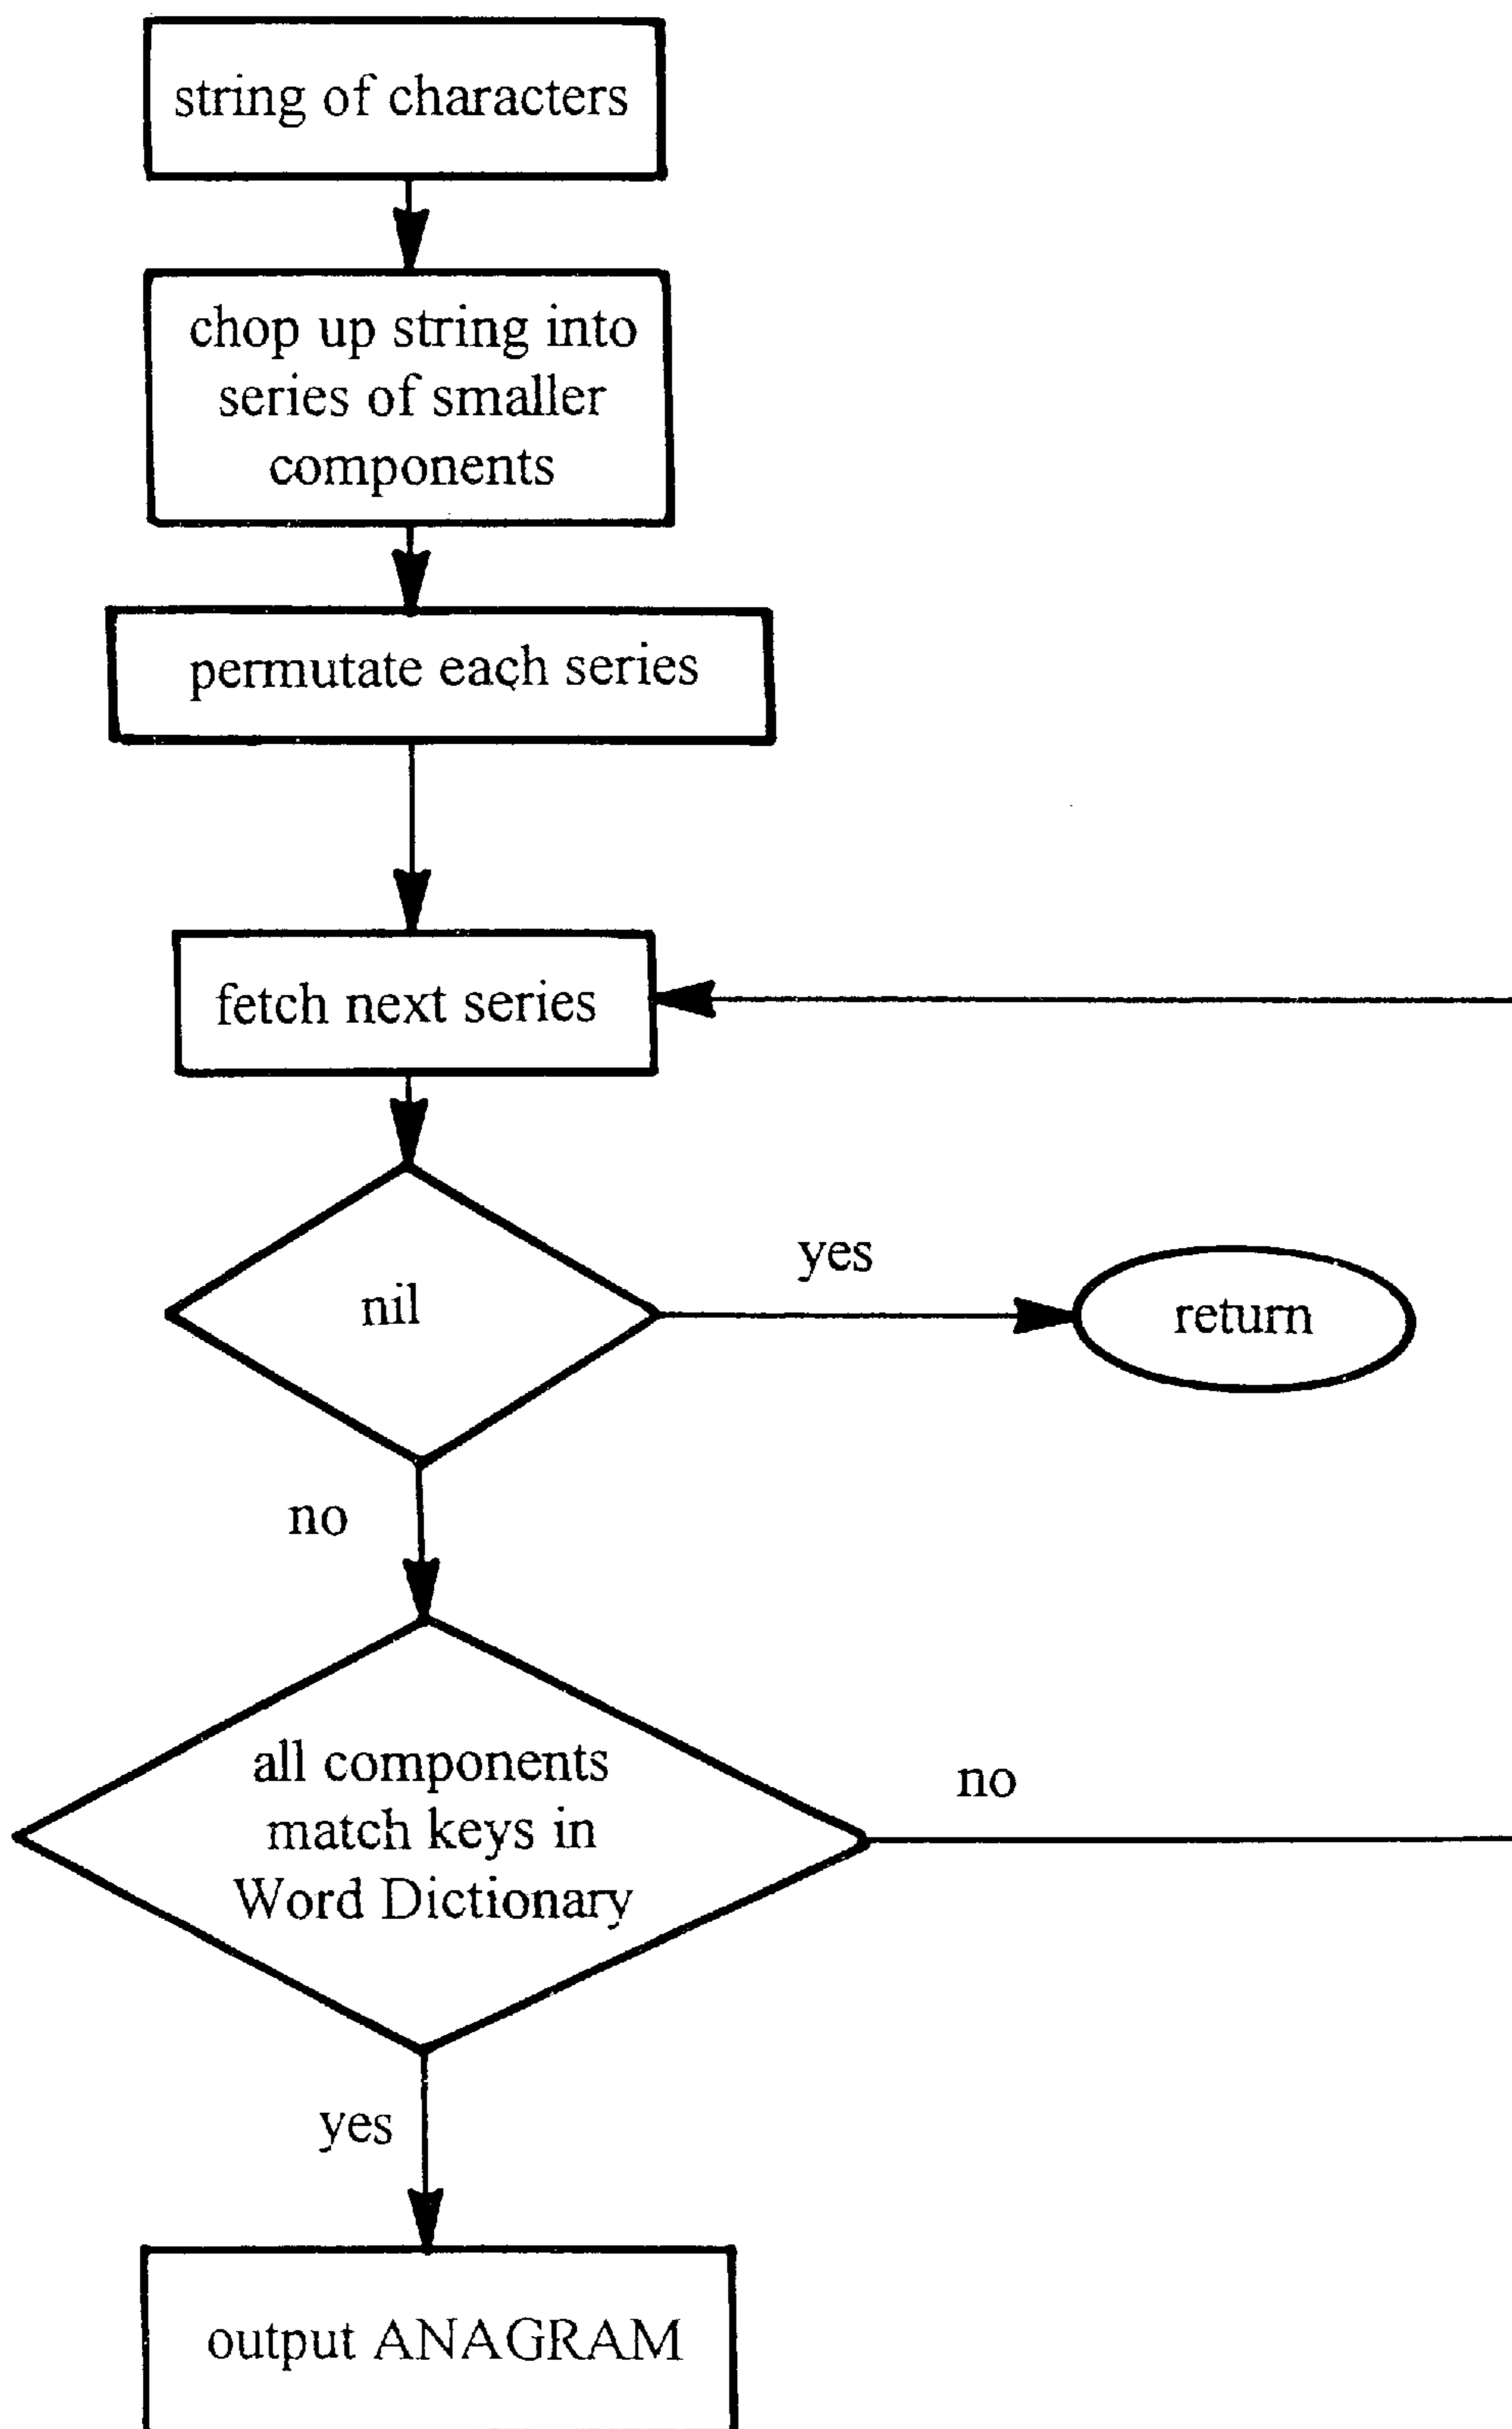 string of characters
chop up string into
series of smaller
components
permutate each series
fetch next series
nil
yes
return
no
all components
match keys in
Word Dictionary
no
yes
output ANAGRAM